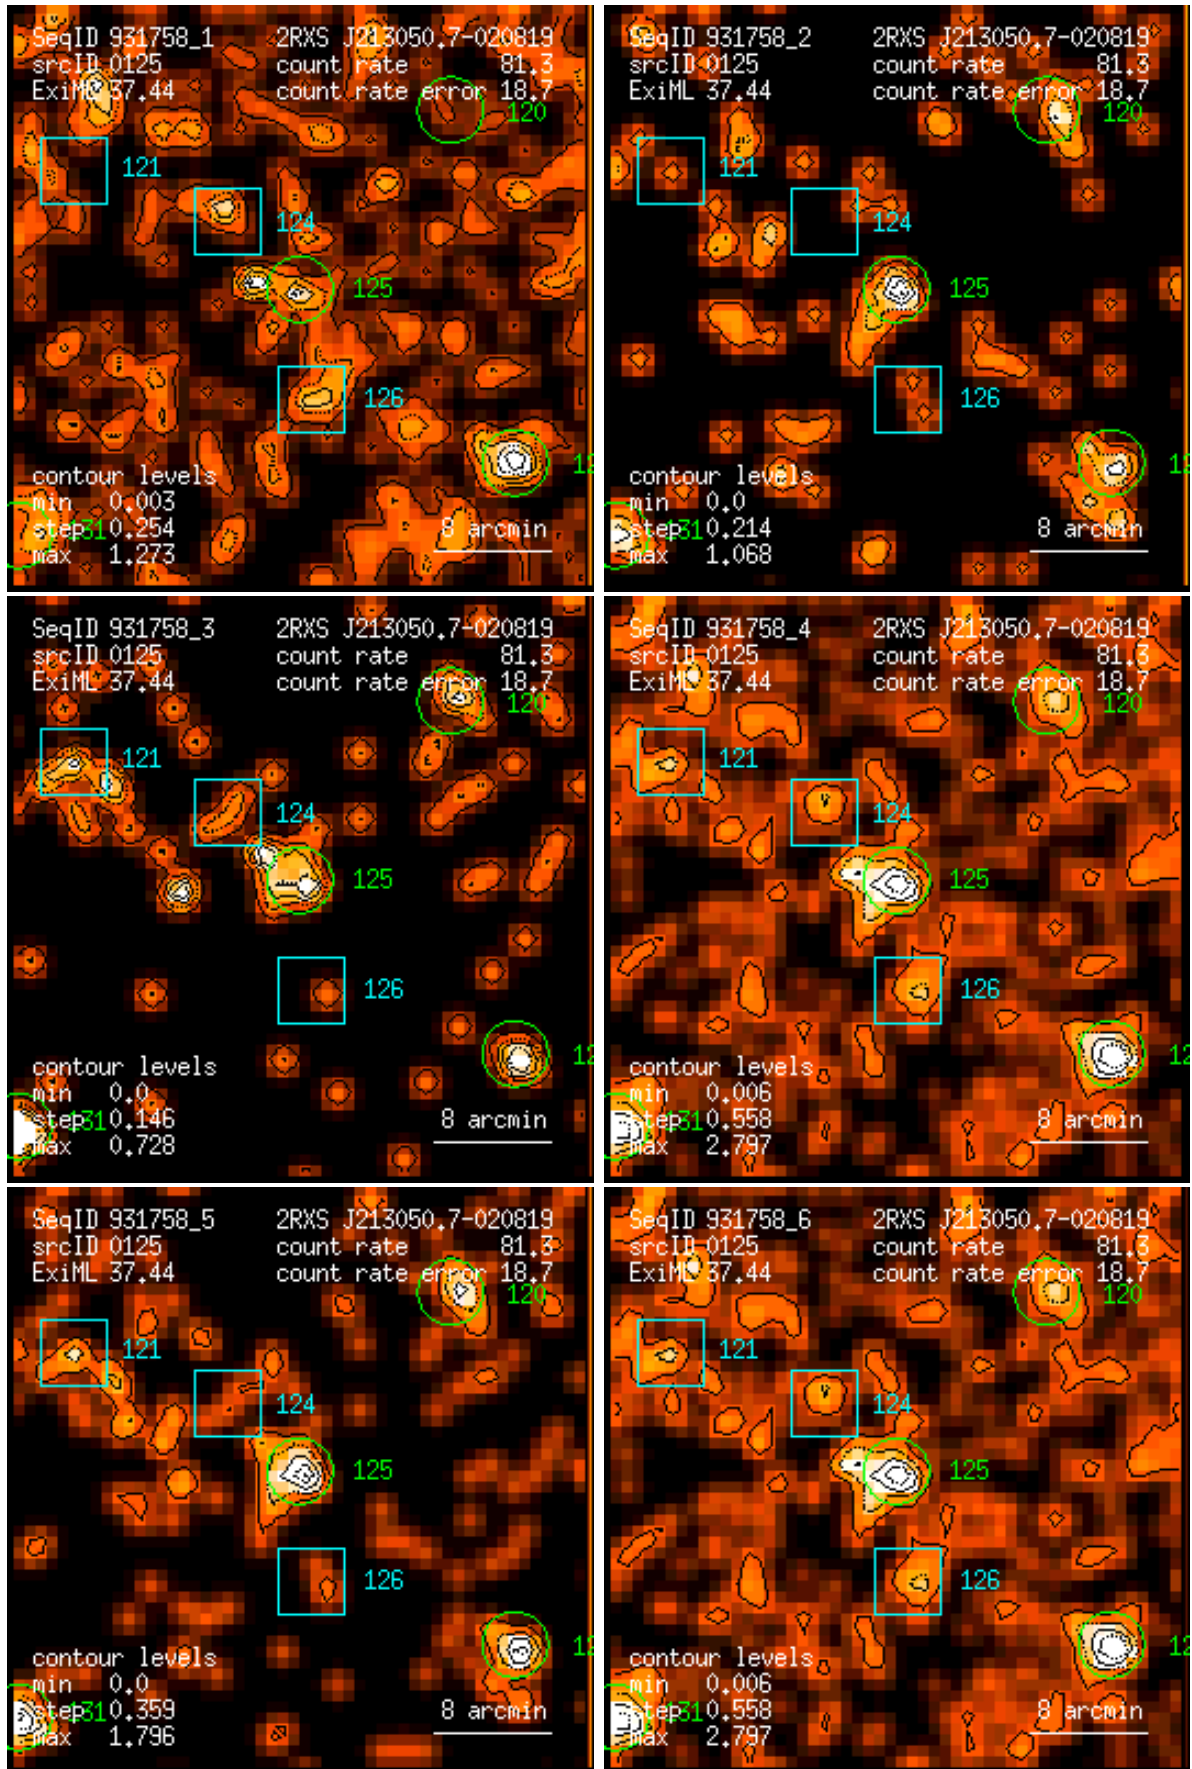 SeqID 931758_1 2RXS J213050.7-020819
srcID 0125 count rate 81.3
ExiML 37.44 count rate error 18.7
120
121
124
125
126
12
contour levels
min 0.003
step 0.254
131
max 1.273
8 arcmin
SeqID 931758_2 2RXS J213050.7-020819
srcID 0125 count rate 81.3
ExiML 37.44 count rate error 18.7
120
121
124
125
126
12
contour levels
min 0.0
step 0.214
131
max 1.068
8 arcmin
SeqID 931758_3 2RXS J213050.7-020819
srcID 0125 count rate 81.3
ExiML 37.44 count rate error 18.7
120
121
124
125
126
12
contour levels
min 0.0
step 0.146
131
max 0.728
8 arcmin
SeqID 931758_4 2RXS J213050.7-020819
srcID 0125 count rate 81.3
ExiML 37.44 count rate error 18.7
120
121
124
125
126
12
contour levels
min 0.006
step 0.558
131
max 2.797
8 arcmin
SeqID 931758_5 2RXS J213050.7-020819
srcID 0125 count rate 81.3
ExiML 37.44 count rate error 18.7
120
121
124
125
126
12
contour levels
min 0.0
step 0.359
131
max 1.796
8 arcmin
SeqID 931758_6 2RXS J213050.7-020819
srcID 0125 count rate 81.3
ExiML 37.44 count rate error 18.7
120
121
124
125
126
12
contour levels
min 0.006
step 0.558
131
max 2.797
8 arcmin